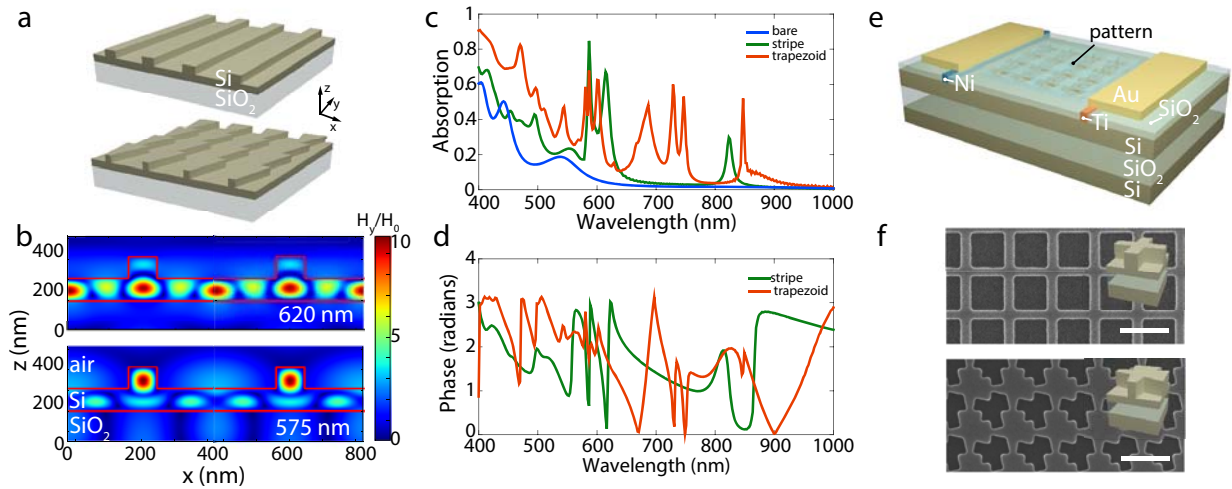 a
Si
SiO2
z
y
x
b
Hy/H0
400
200
0
620 nm
10
5
0
z (nm)
400
200
0
air
Si
SiO2
575 nm
0
200
400
600
800
x (nm)
c
1
0.8
0.6
0.4
0.2
0
Absorption
bare
stripe
trapezoid
400
500
600
700
800
900
1000
Wavelength (nm)
d
4
3
2
1
0
Phase (radians)
stripe
trapezoid
400
500
600
700
800
900
1000
Wavelength (nm)
e
pattern
Ni
Au
Ti
SiO2
Si
SiO2
Si
f